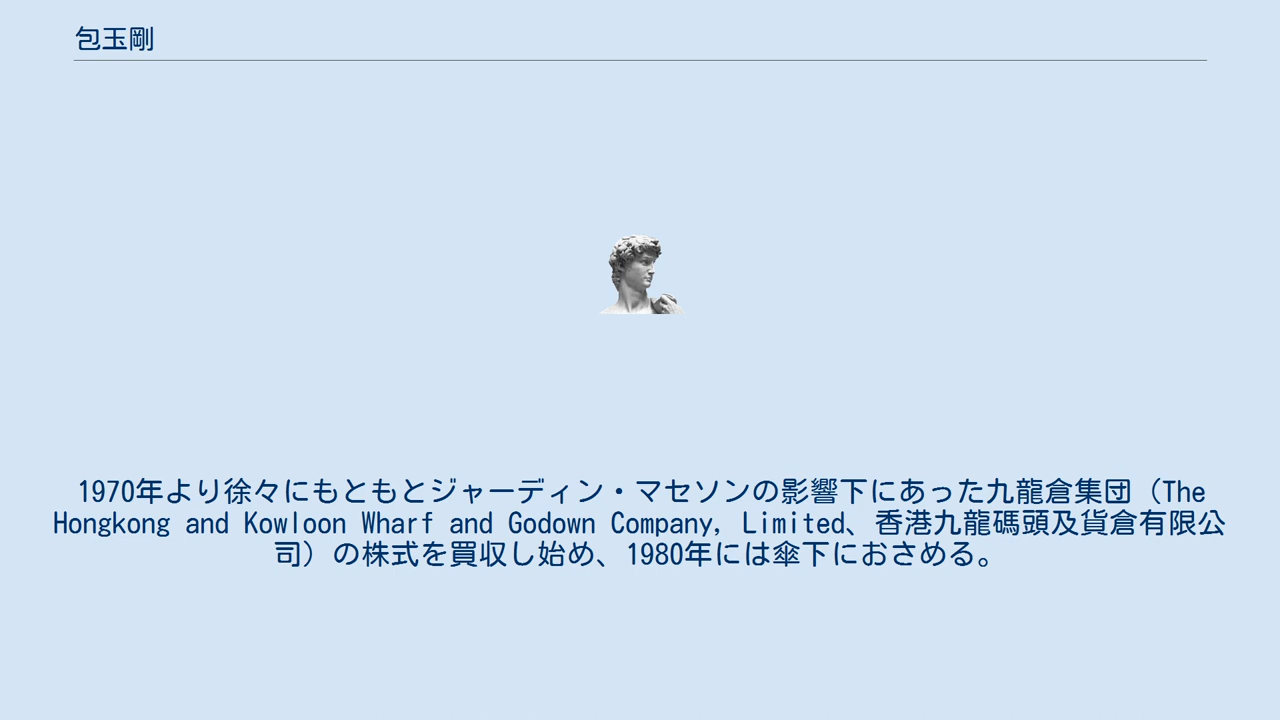 包玉剛
1970年より徐々にもともとジャーディン・マセソンの影響下にあった九龍倉集団（The
Hongkong and Kowloon Wharf and Godown Company, Limited、香港九龍碼頭及貨倉有限公
司）の株式を買収し始め、1980年には傘下におさめる。